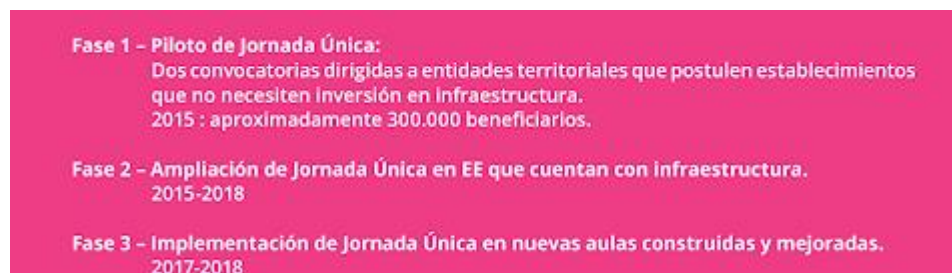 Fase 1 – Piloto de Jornada Única:
Dos convocatorias dirigidas a entidades territoriales que postulen establecimientos
que no necesiten inversión en infraestructura.
2015 : aproximadamente 300.000 beneficiarios.
Fase 2 – Ampliación de Jornada Única en EE que cuentan con infraestructura.
2015-2018
Fase 3 – Implementación de Jornada Única en nuevas aulas construidas y mejoradas.
2017-2018